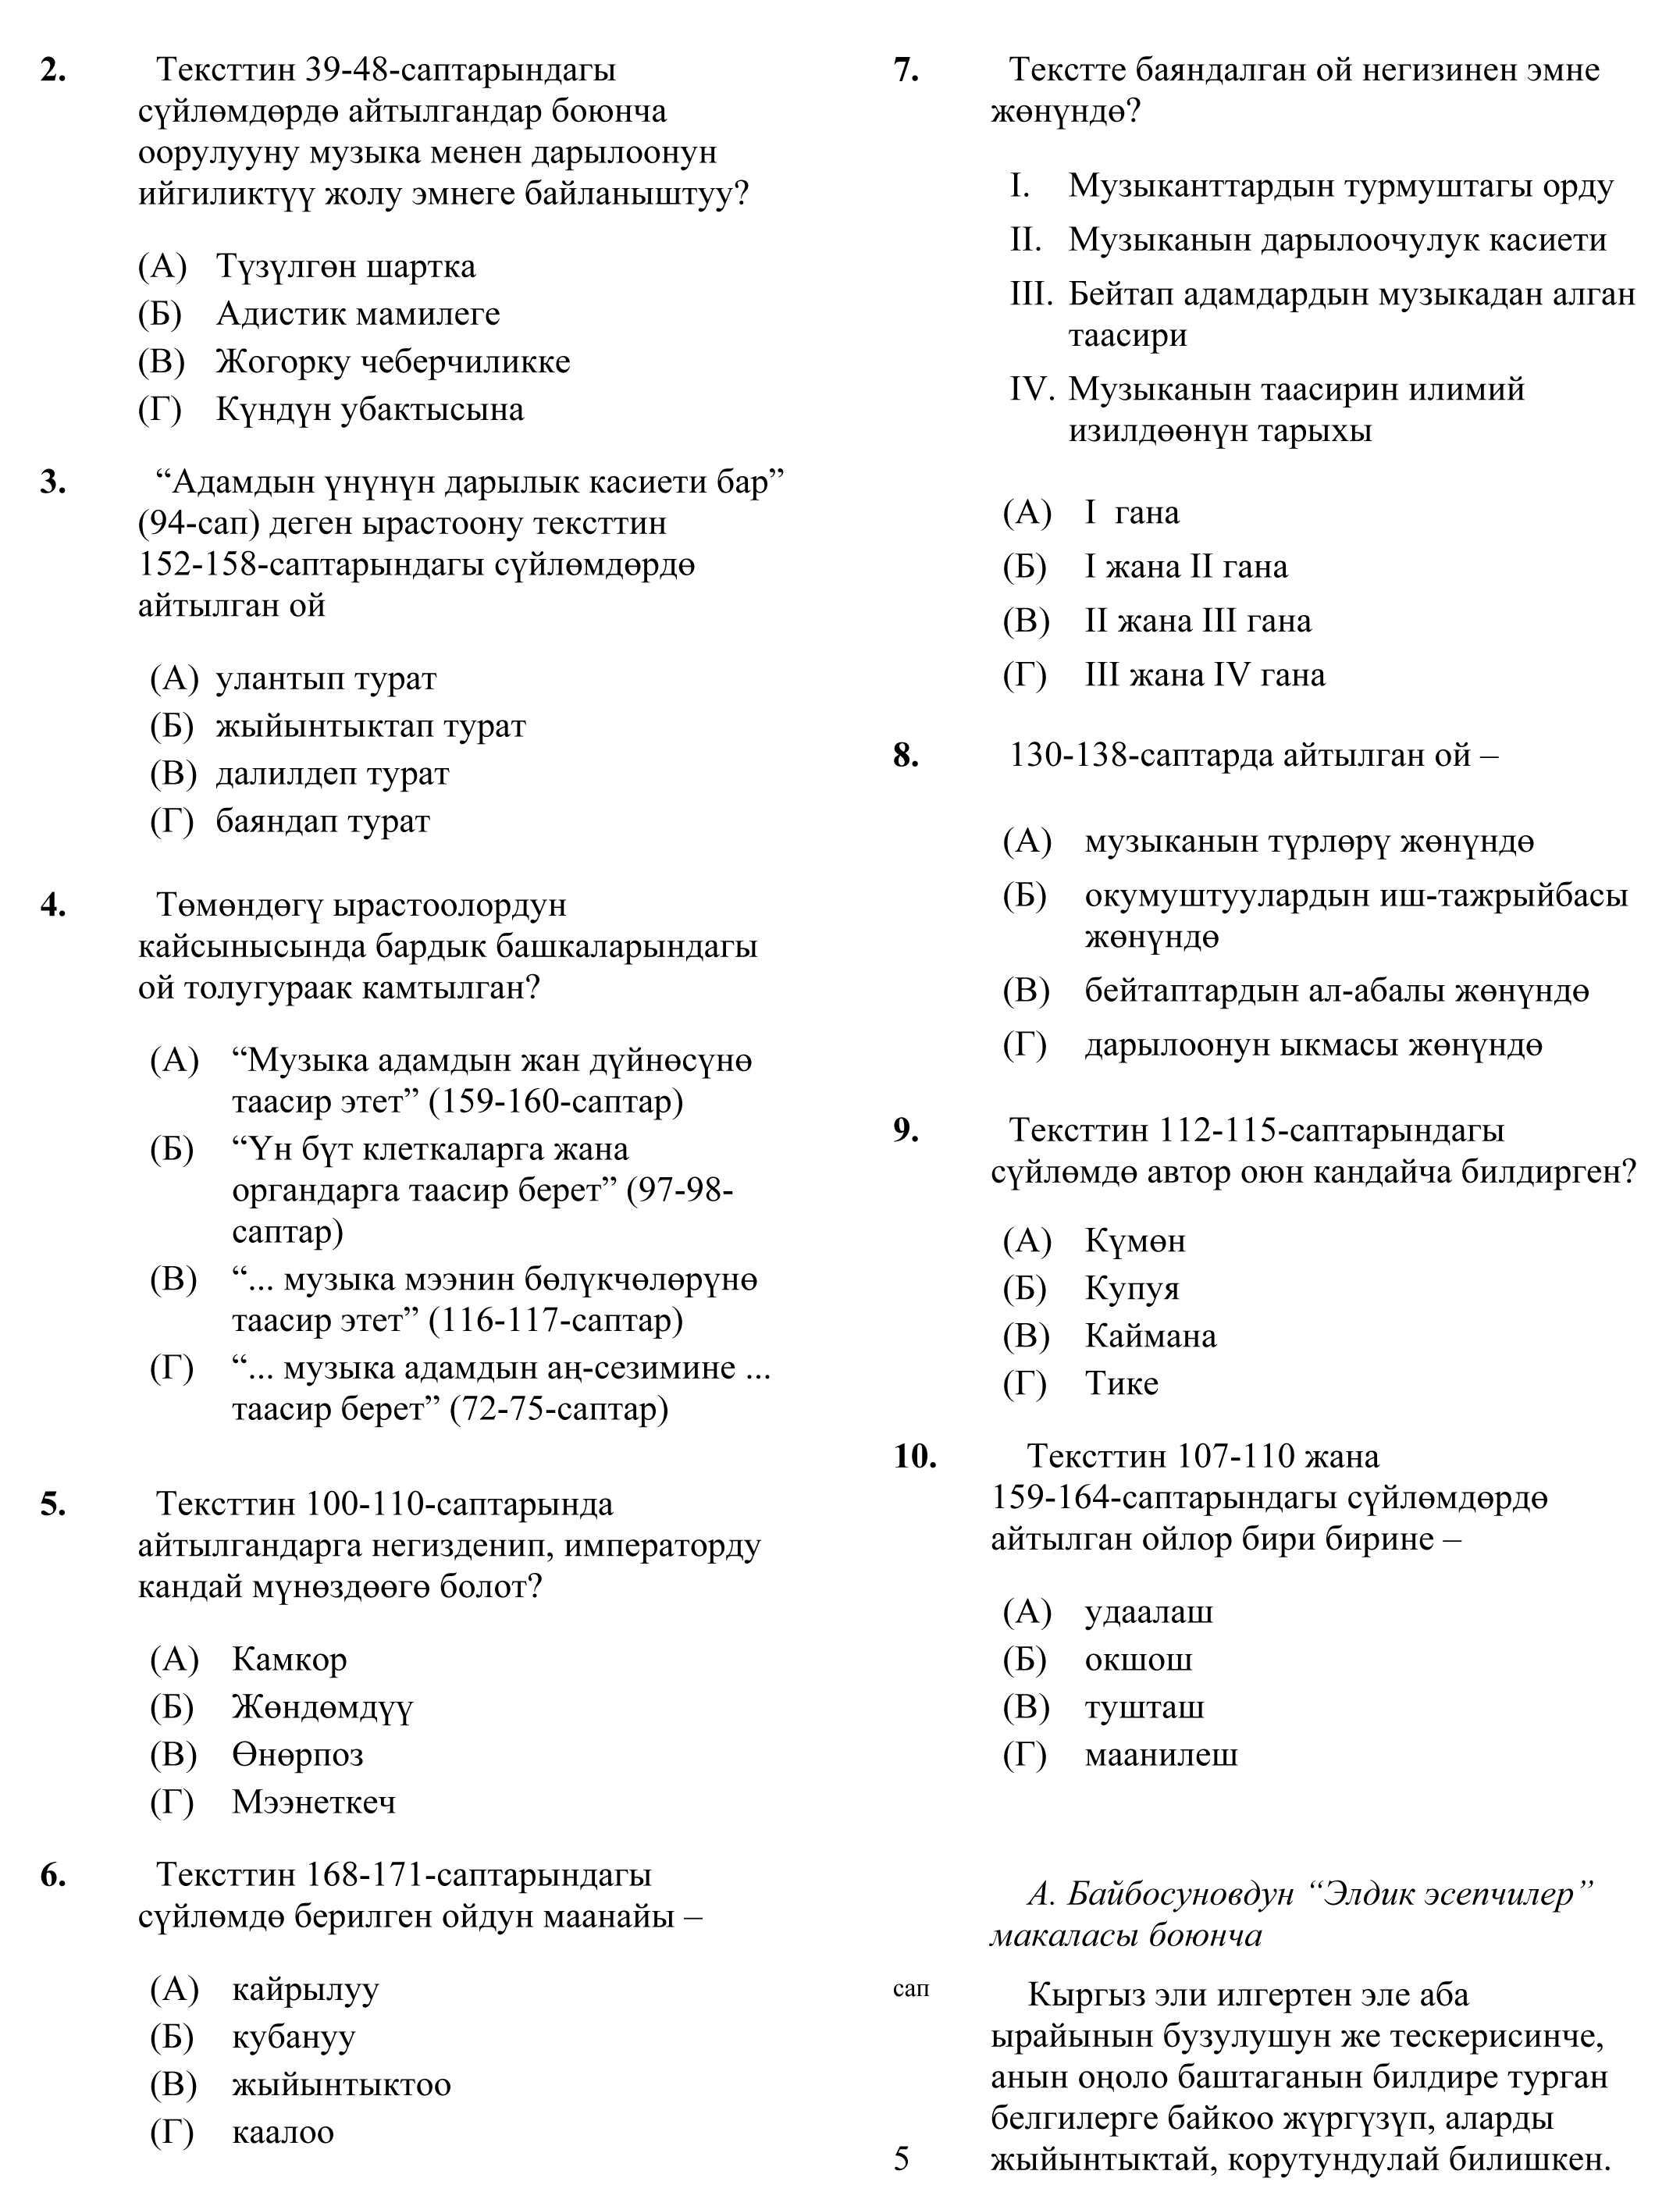 2. Тексттин 39-48-саптарындагы
сүйлөмдөрдө айтылгандар боюнча
оорулууну музыка менен дарылоонун
ийгиликтүү жолу эмнеге байланыштуу?
(А) Түзүлгөн шартка
(Б) Адистик мамилеге
(В) Жогорку чеберчиликке
(Г) Күндүн убактысына
3. “Адамдын үнүнүн дарылык касиети бар”
(94-сап) деген ырастоону тексттин
152-158-саптарындагы сүйлөмдөрдө
айтылган ой
(А) улантып турат
(Б) жыйынтыктап турат
(В) далилдеп турат
(Г) баяндап турат
4. Төмөндөгү ырастоолордун
кайсынысында бардык башкаларындагы
ой толугураак камтылган?
(А) “Музыка адамдын жан дүйнөсүнө
таасир этет” (159-160-саптар)
(Б) “Үн бүт клеткаларга жана
органдарга таасир берет” (97-98-
саптар)
(В) “... музыка мээнин бөлүкчөлөрүнө
таасир этет” (116-117-саптар)
(Г) “... музыка адамдын аң-сезимине ...
таасир берет” (72-75-саптар)
5. Тексттин 100-110-саптарында
айтылгандарга негизденип, императорду
кандай мүнөздөөгө болот?
(А) Камкор
(Б) Жөндөмдүү
(В) Өнөрпоз
(Г) Мээнеткеч
6. Тексттин 168-171-саптарындагы
сүйлөмдө берилген ойдун маанайы –
(А) кайрылуу
(Б) кубануу
(В) жыйынтыктоо
(Г) каалоо
7. Текстте баяндалган ой негизинен эмне
жөнүндө?
I. Музыканттардын турмуштагы орду
II. Музыканын дарылоочулук касиети
III. Бейтап адамдардын музыкадан алган
таасири
IV. Музыканын таасирин илимий
изилдөөнүн тарыхы
(А) I гана
(Б) I жана II гана
(В) II жана III гана
(Г) III жана IV гана
8. 130-138-саптарда айтылган ой –
(А) музыканын түрлөрү жөнүндө
(Б) окумуштуулардын иш-тажрыйбасы
жөнүндө
(В) бейтаптардын ал-абалы жөнүндө
(Г) дарылоонун ыкмасы жөнүндө
9. Тексттин 112-115-саптарындагы
сүйлөмдө автор оюн кандайча билдирген?
(А) Күмөн
(Б) Купуя
(В) Каймана
(Г) Тике
10. Тексттин 107-110 жана
159-164-саптарындагы сүйлөмдөрдө
айтылган ойлор бири бирине –
(А) удаалаш
(Б) окшош
(В) тушташ
(Г) маанилеш
А. Байбосуновдун “Элдик эсепчилер”
макаласы боюнча
сап Кыргыз эли илгертен эле аба
ырайынын бузулушун же тескерисинче,
анын оңоло баштаганын билдире турган
белгилерге байкоо жүргүзүп, аларды
5 жыйынтыктай, корутундулай билишкен.